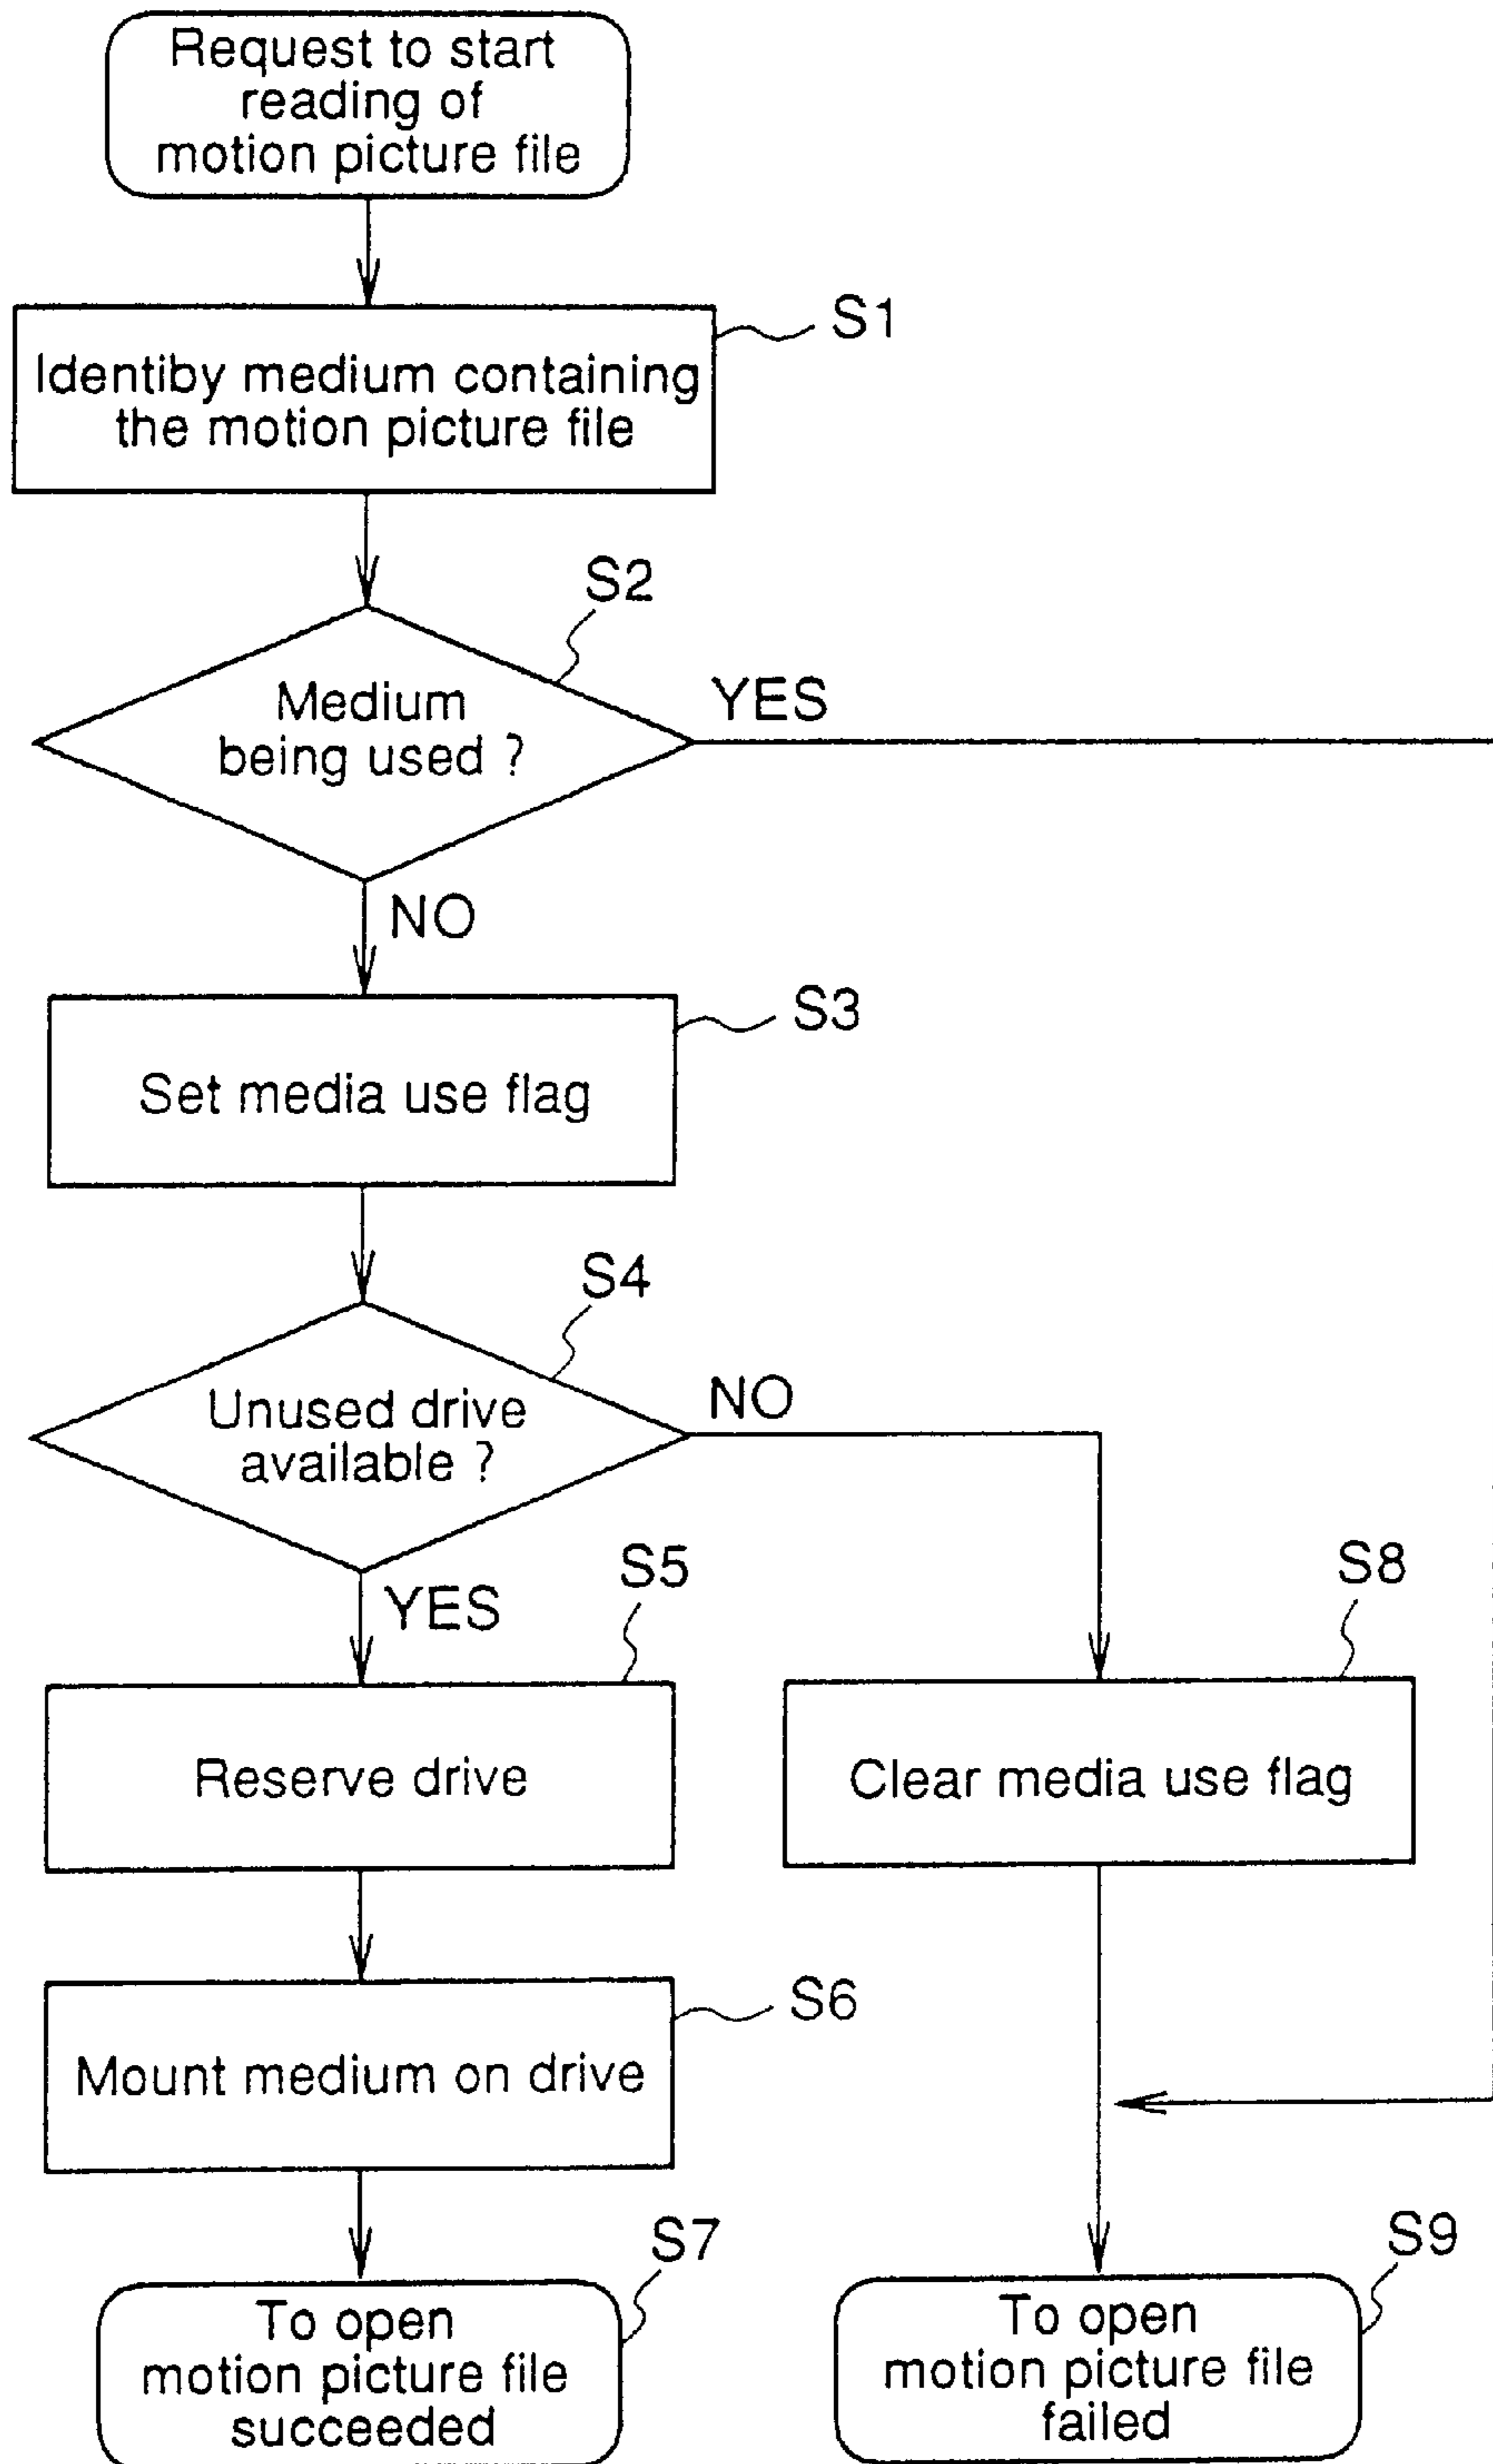 Request to start
reading of
motion picture file
S1
Identiby medium containing
the motion picture file
S2
Medium
being used ?
YES
NO
S3
Set media use flag
S4
Unused drive
available ?
NO
YES
S5
S8
Reserve drive
Clear media use flag
S6
Mount medium on drive
S7
S9
To open
motion picture file
succeeded
To open
motion picture file
failed